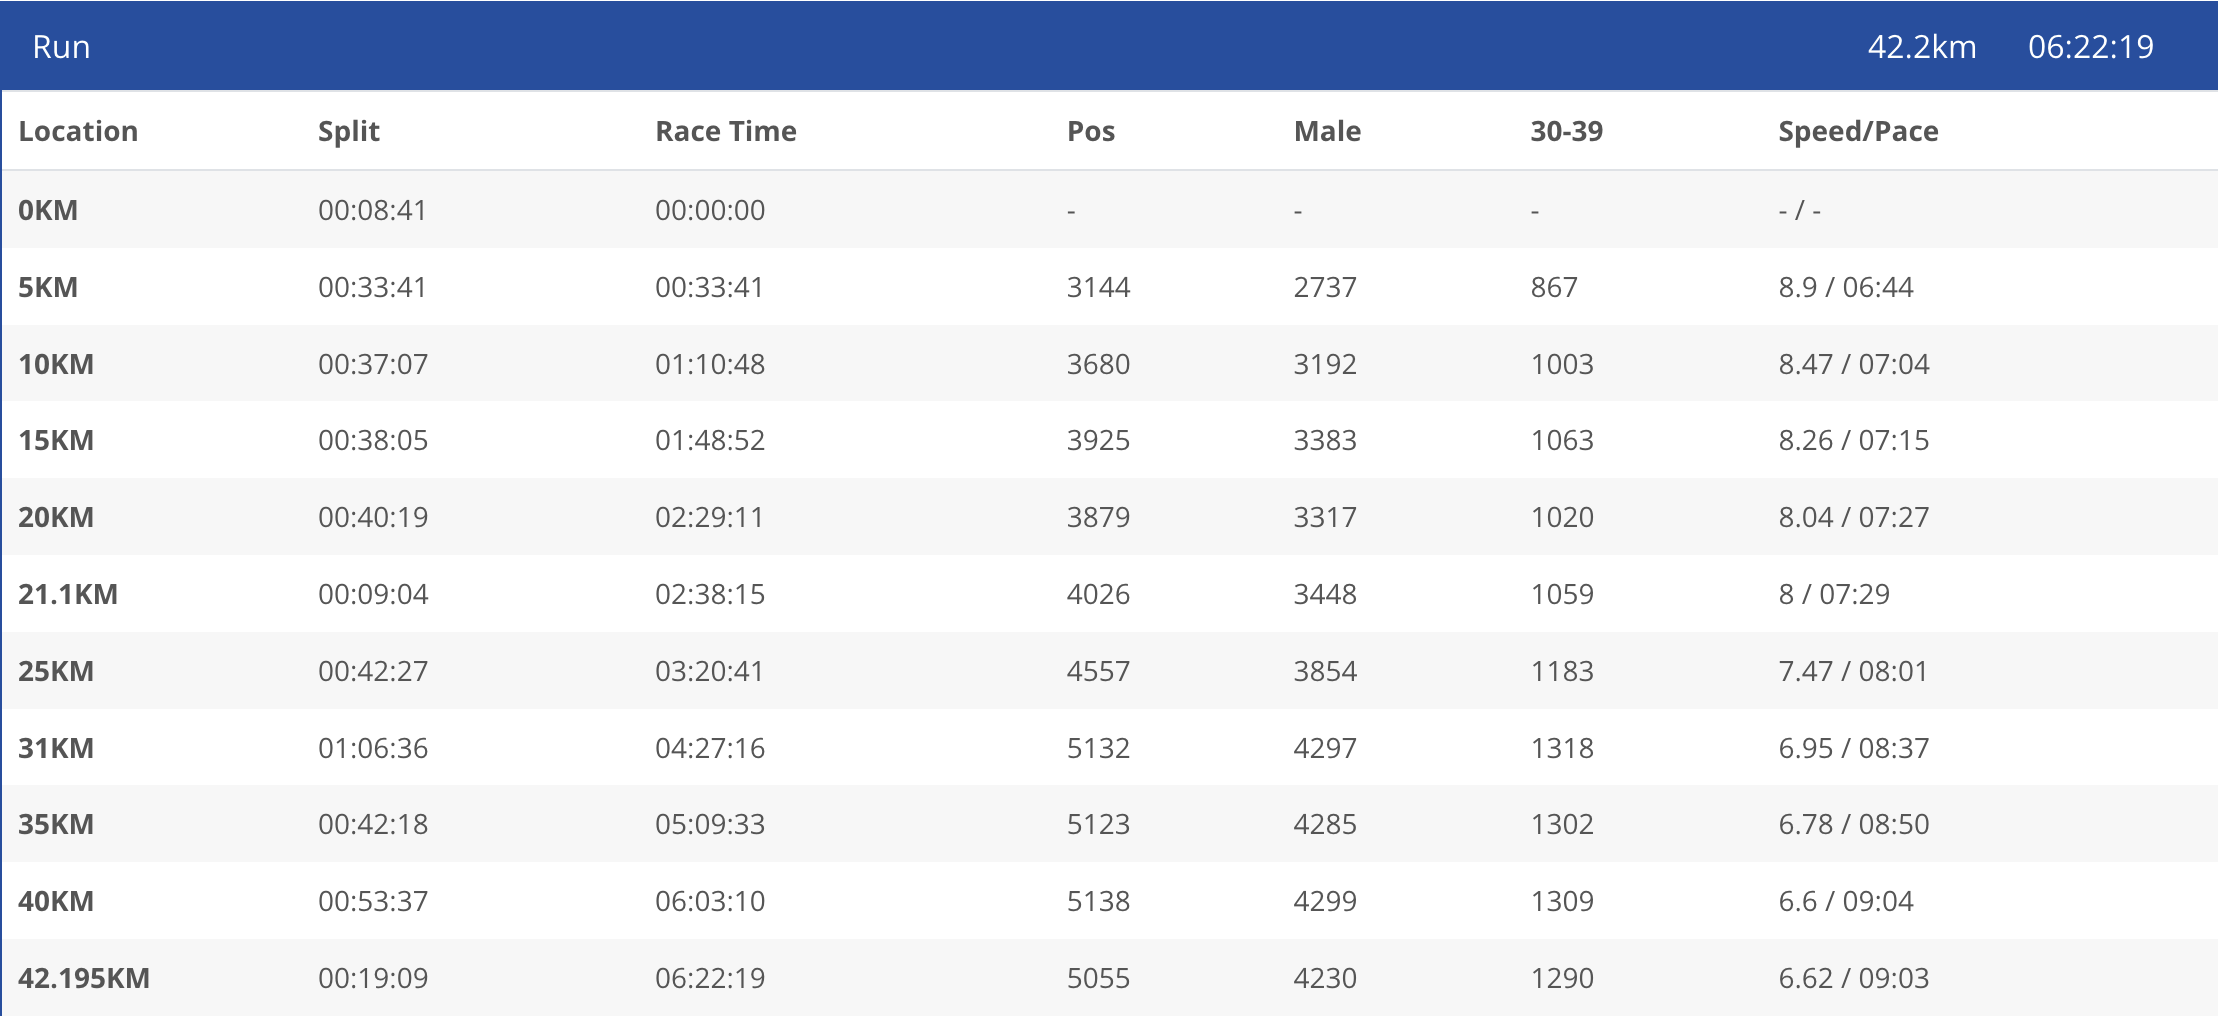 Run 42.2km 06:22:19
Location Split Race Time Pos Male 30-39 Speed/Pace
0KM 00:08:41 00:00:00 - - - - / -
5KM 00:33:41 00:33:41 3144 2737 867 8.9 / 06:44
10KM 00:37:07 01:10:48 3680 3192 1003 8.47 / 07:04
15KM 00:38:05 01:48:52 3925 3383 1063 8.26 / 07:15
20KM 00:40:19 02:29:11 3879 3317 1020 8.04 / 07:27
21.1KM 00:09:04 02:38:15 4026 3448 1059 8 / 07:29
25KM 00:42:27 03:20:41 4557 3854 1183 7.47 / 08:01
31KM 01:06:36 04:27:16 5132 4297 1318 6.95 / 08:37
35KM 00:42:18 05:09:33 5123 4285 1302 6.78 / 08:50
40KM 00:53:37 06:03:10 5138 4299 1309 6.6 / 09:04
42.195KM 00:19:09 06:22:19 5055 4230 1290 6.62 / 09:03